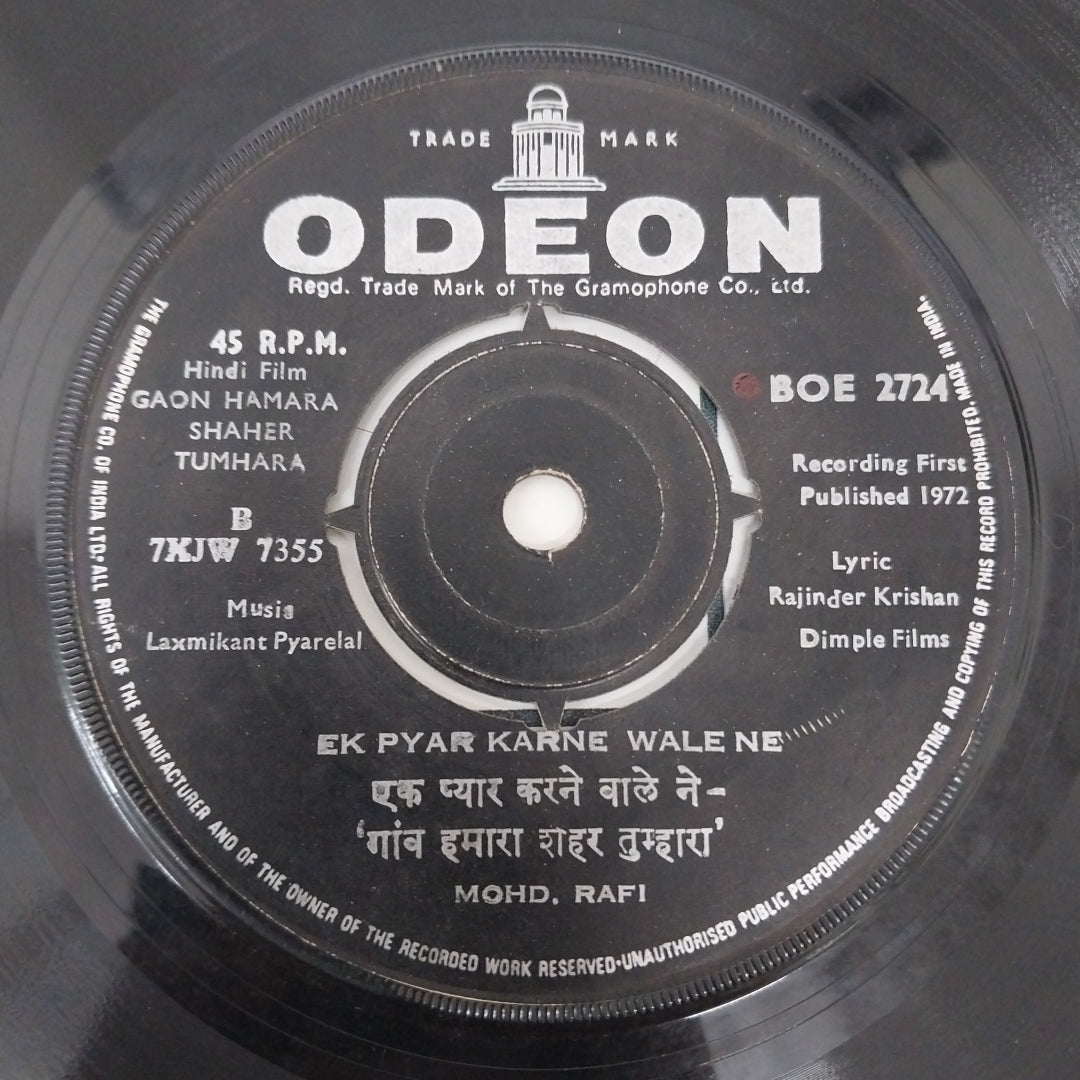 TRADE MARK
ODEON
Regd. Trade Mark of The Gramophone Co., Ltd.
45 R.P.M.
Hindi Film
GAON HAMARA
SHAHER
TUMHARA
B
7XJW 7355
Music
Laxmikant Pyarelal
BOE 2724
Recording First
Published 1972
Lyric
Rajinder Krishan
Dimple Films
EK PYAR KARNE WALE NE
एक प्यार करने वाले ने-
'गांव हमारा शेहर तुम्हारा'
MOHD. RAFI
THE GRAMOPHONE CO. OF INDIA LTD. ALL RIGHTS OF THE MANUFACTURER AND OF THE OWNER OF THE RECORDED WORK RESERVED•UNAUTHORISED PUBLIC PERFORMANCE BROADCASTING AND COPYING OF THIS RECORD PROHIBITED. MADE IN INDIA.